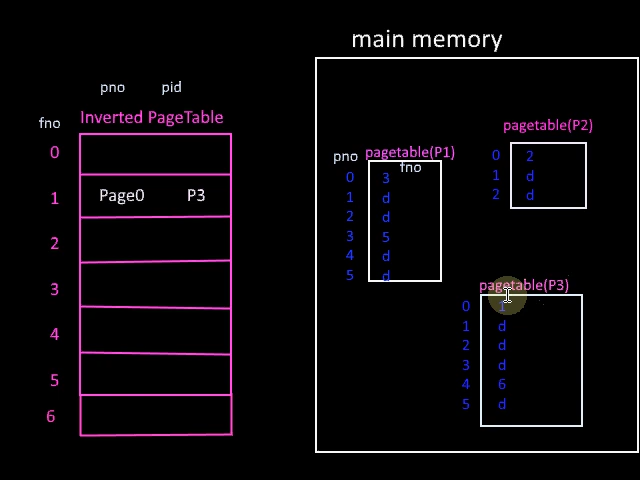 main memory
pno pid
Inverted PageTable
fno
0
1 Page0 P3
2
3
4
5
6
pagetable(P1)
pno fno
0 3
1 d
2 d
3 5
4 d
5 d
pagetable(P2)
0 2
1 d
2 d
pagetable(P3)
0 1
1 d
2 d
3 d
4 6
5 d